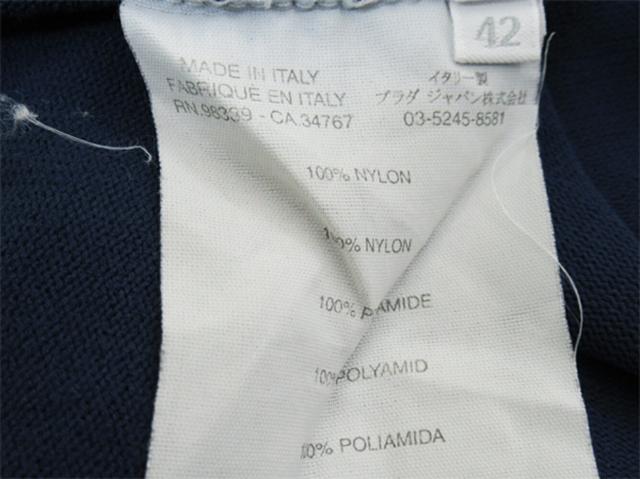 42
MADE IN ITALY
FABRIQUÉ EN ITALY
RN.98399 - CA.34767
イタリー製
プラダ ジャパン株式会社
03-5245-8581
100% NYLON
100% NYLON
100%
100% POLYAMID
100% POLIAMIDA